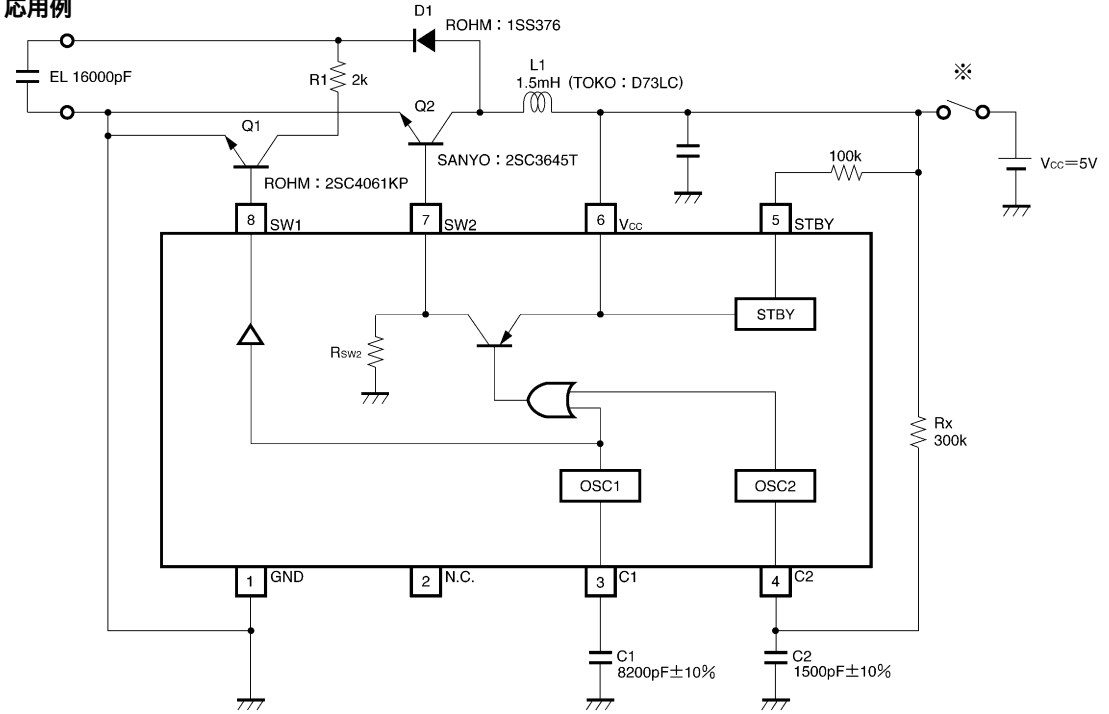 応用例
D1
ROHM：1SS376
EL 16000pF
R1
2k
L1
1.5mH (TOKO：D73LC)
※
Q1
Q2
SANYO：2SC3645T
ROHM：2SC4061KP
100k
VCC=5V
8
SW1
7
SW2
6
VCC
5
STBY
STBY
RSW2
Rx
300k
OSC1
OSC2
1
GND
2
N.C.
3
C1
4
C2
C1
8200pF±10%
C2
1500pF±10%